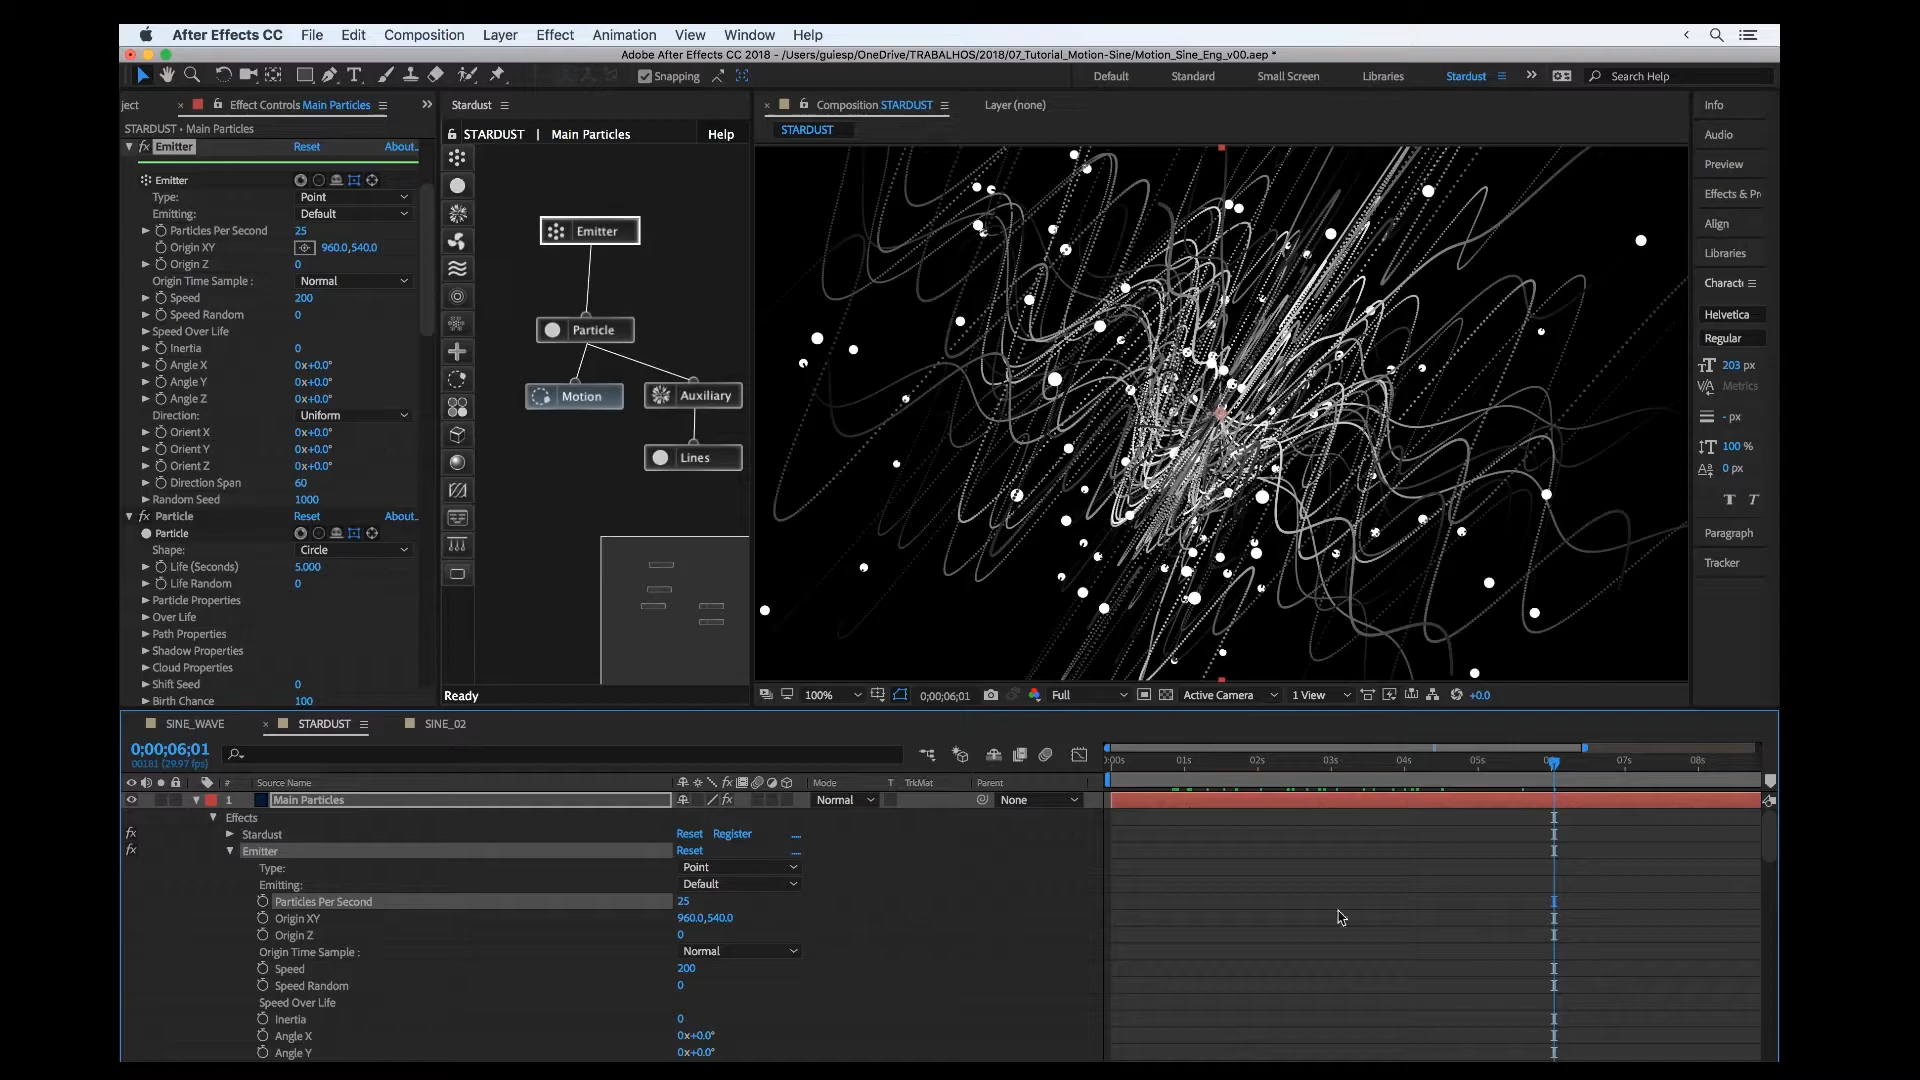 After Effects CC File Edit Composition Layer Effect Animation View Window Help
Adobe After Effects CC 2018 - /Users/guiesp/OneDrive/TRABALHOS/2018/07_Tutorial_Motion-Sine/Motion_Sine_Eng_v00.aep *
Snapping Default Standard Small Screen Libraries Stardust Search Help
ject Effect Controls Main Particles
STARDUST • Main Particles
Emitter Reset About..
Emitter
Type: Point
Emitting: Default
Particles Per Second 25
Origin XY 960.0,540.0
Origin Z 0
Origin Time Sample : Normal
Speed 200
Speed Random 0
Speed Over Life
Inertia 0
Angle X 0x+0.0°
Angle Y 0x+0.0°
Angle Z 0x+0.0°
Direction: Uniform
Orient X 0x+0.0°
Orient Y 0x+0.0°
Orient Z 0x+0.0°
Direction Span 60
Random Seed 1000
Particle Reset About..
Particle
Shape: Circle
Life (Seconds) 5.000
Life Random 0
Particle Properties
Over Life
Path Properties
Shadow Properties
Cloud Properties
Shift Seed 0
Birth Chance 100
Stardust
STARDUST | Main Particles Help
Emitter
Particle
Motion Auxiliary
Lines
Ready
Composition STARDUST Layer (none)
STARDUST
100% 0;00;06;01 Full Active Camera 1 View +0.0
Info
Audio
Preview
Effects & Pr
Align
Libraries
Charact
Helvetica
Regular
203 px
Metrics
- px
100 %
0 px
T T
Paragraph
Tracker
SINE_WAVE STARDUST SINE_02
0;00;06;01
00181 (29.97 fps)
:00s 01s 02s 03s 04s 05s 07s 08s
# Source Name Mode T TrkMat Parent
1 Main Particles Normal None
Effects
Stardust Reset Register ....
Emitter Reset ....
Type: Point
Emitting: Default
Particles Per Second 25
Origin XY 960.0,540.0
Origin Z 0
Origin Time Sample : Normal
Speed 200
Speed Random 0
Speed Over Life
Inertia 0
Angle X 0x+0.0°
Angle Y 0x+0.0°